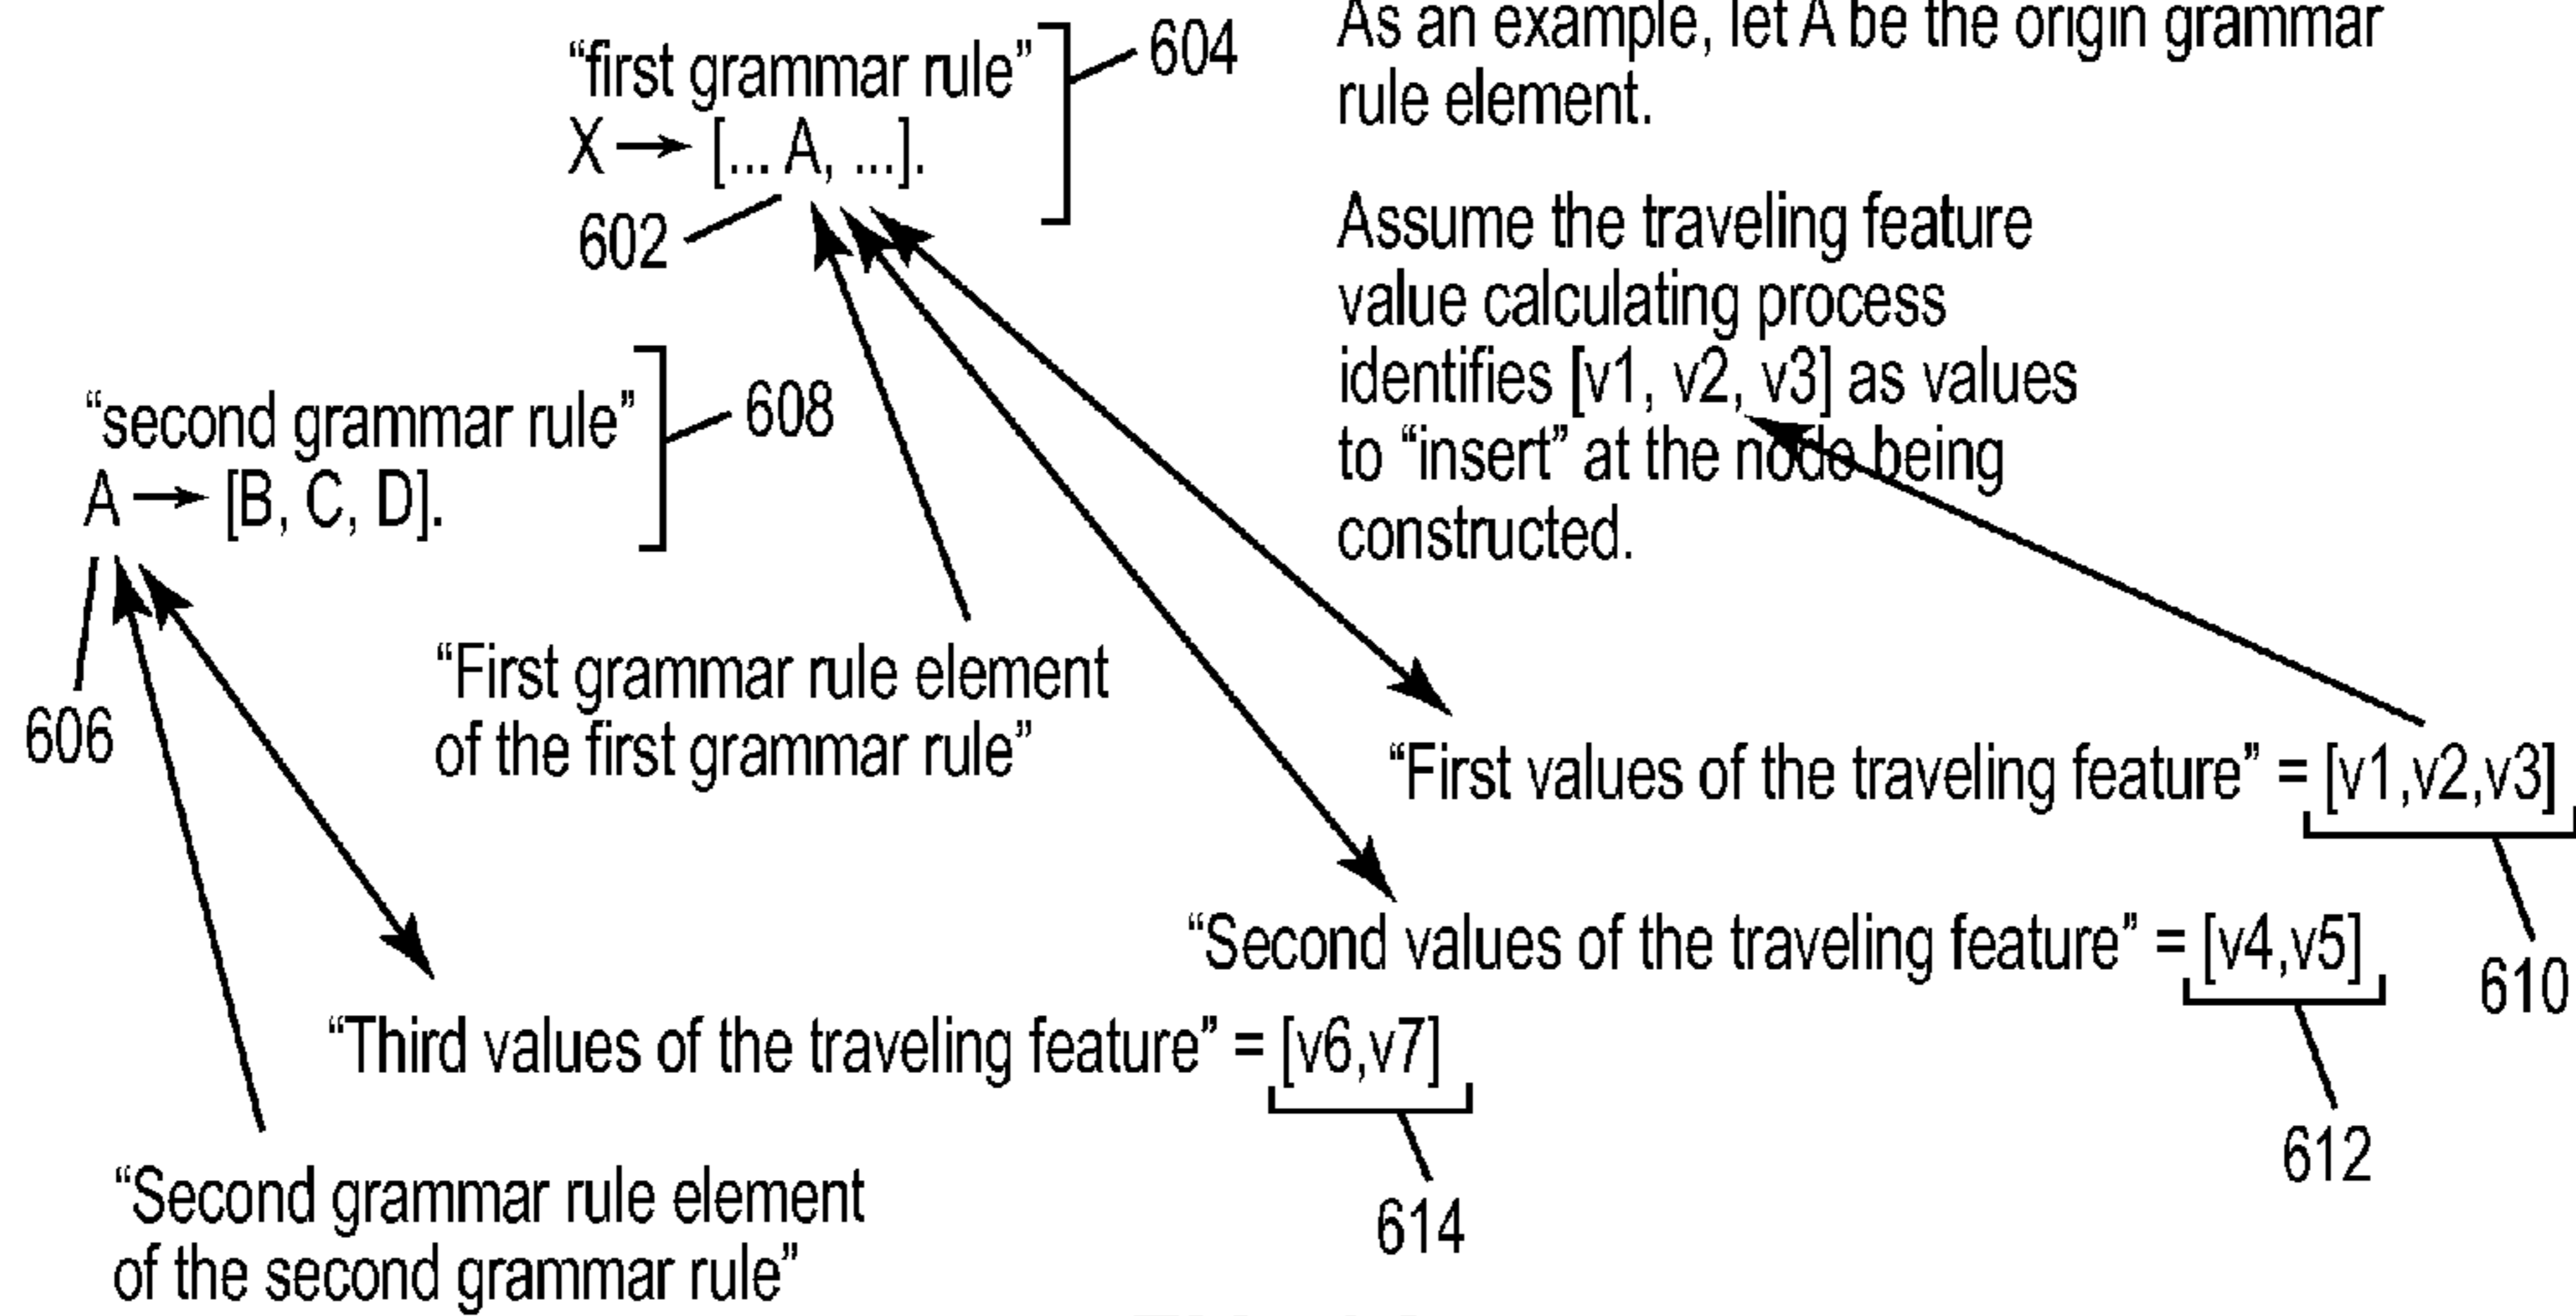 As an example, let A be the origin grammar
rule element.
"first grammar rule"
604
X → [... A, ...].
602
Assume the traveling feature
value calculating process
identifies [v1, v2, v3] as values
to "insert" at the node being
constructed.
"second grammar rule"
608
A → [B, C, D].
606
"First grammar rule element
of the first grammar rule"
"First values of the traveling feature" = [v1,v2,v3]
610
"Second values of the traveling feature" = [v4,v5]
612
"Third values of the traveling feature" = [v6,v7]
614
"Second grammar rule element
of the second grammar rule"